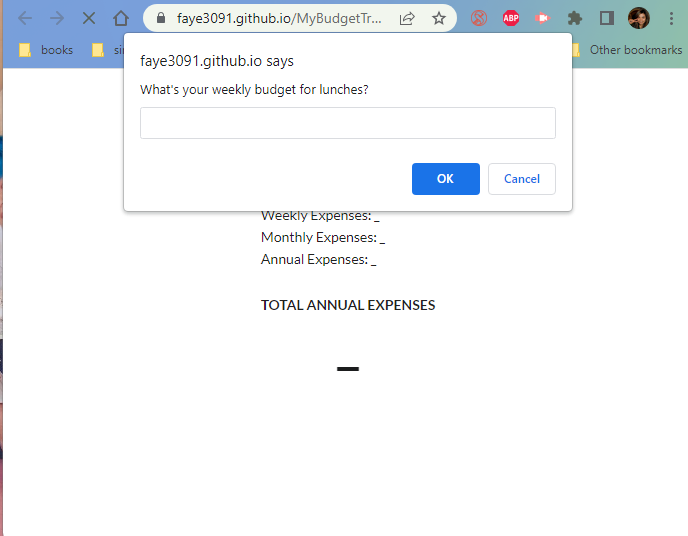 faye3091.github.io/MyBudgetTr...
ABP
books
Other bookmarks
faye3091.github.io says
What's your weekly budget for lunches?
OK
Cancel
Weekly Expenses: _
Monthly Expenses: _
Annual Expenses: _
TOTAL ANNUAL EXPENSES
_